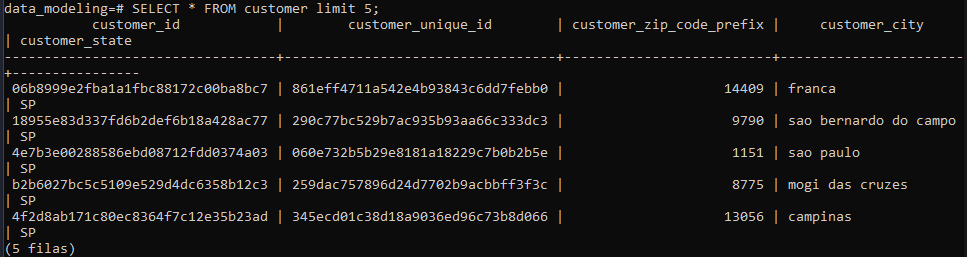 data_modeling=# SELECT * FROM customer limit 5;
customer_id | customer_unique_id | customer_zip_code_prefix | customer_city
| customer_state
----------------------------------+----------------------------------+--------------------------+-----------------------
+----------------
06b8999e2fba1a1fbc88172c00ba8bc7 | 861eff4711a542e4b93843c6dd7febb0 | 14409 | franca
| SP
18955e83d337fd6b2def6b18a428ac77 | 290c77bc529b7ac935b93aa66c333dc3 | 9790 | sao bernardo do campo
| SP
4e7b3e00288586ebd08712fdd0374a03 | 060e732b5b29e8181a18229c7b0b2b5e | 1151 | sao paulo
| SP
b2b6027bc5c5109e529d4dc6358b12c3 | 259dac757896d24d7702b9acbbff3f3c | 8775 | mogi das cruzes
| SP
4f2d8ab171c80ec8364f7c12e35b23ad | 345ecd01c38d18a9036ed96c73b8d066 | 13056 | campinas
| SP
(5 filas)